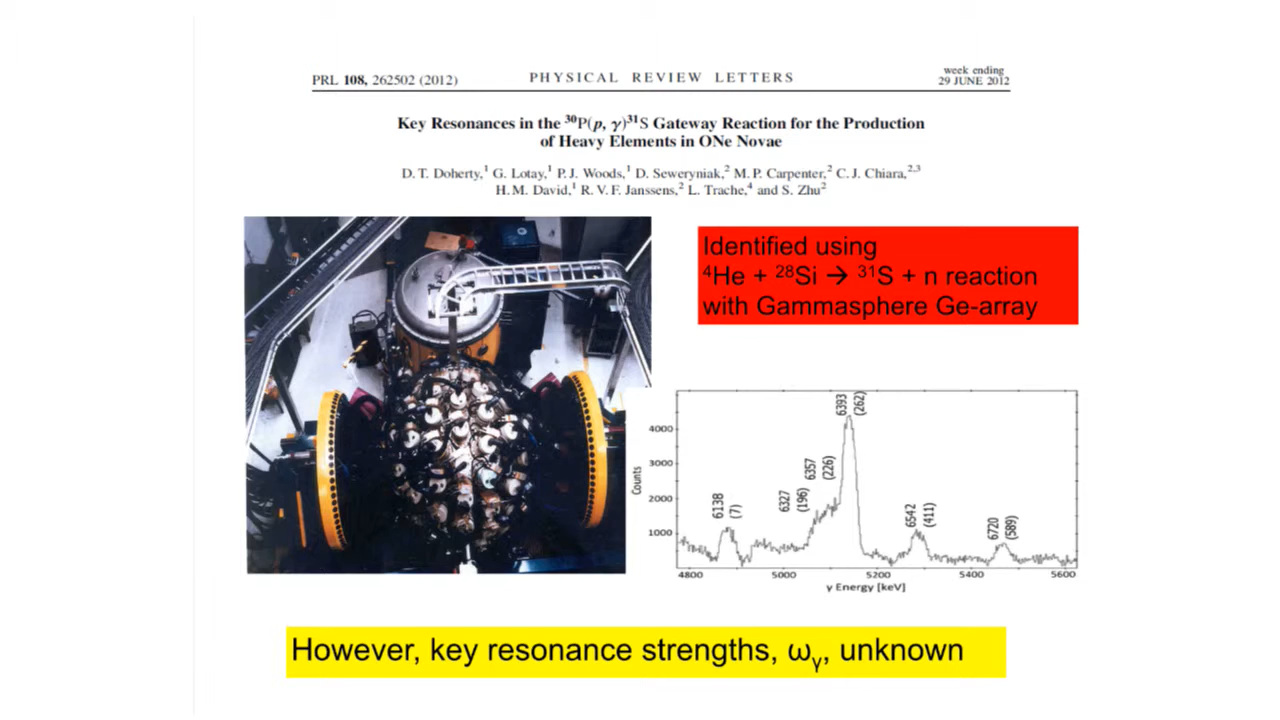 PRL 108, 262502 (2012) PHYSICAL REVIEW LETTERS week ending 29 JUNE 2012
Key Resonances in the ³⁰P(p, γ)³¹S Gateway Reaction for the Production
of Heavy Elements in ONe Novae
D. T. Doherty,¹ G. Lotay,¹ P. J. Woods,¹ D. Seweryniak,² M. P. Carpenter,² C. J. Chiara,²,³
H. M. David,¹ R. V. F. Janssens,² L. Trache,⁴ and S. Zhu²
Identified using
⁴He + ²⁸Si → ³¹S + n reaction
with Gammasphere Ge-array
Counts
4000
3000
2000
1000
6138
(7)
6327
(196)
6357
(226)
6393
(262)
6542
(411)
6720
(589)
4800 5000 5200 5400 5600
γ Energy [keV]
However, key resonance strengths, ωγ, unknown